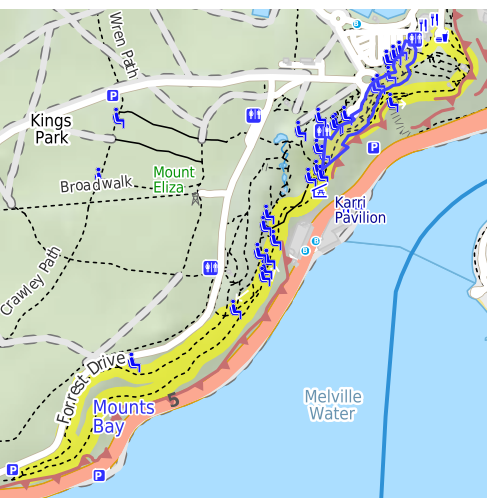 Wren Path
P
Kings
Park
Mount
Eliza
Broadwalk
P
Karri
Pavilion
B
B
B
Crawley Path
Forrest Drive
Melville
Water
5
Mounts
Bay
P
P